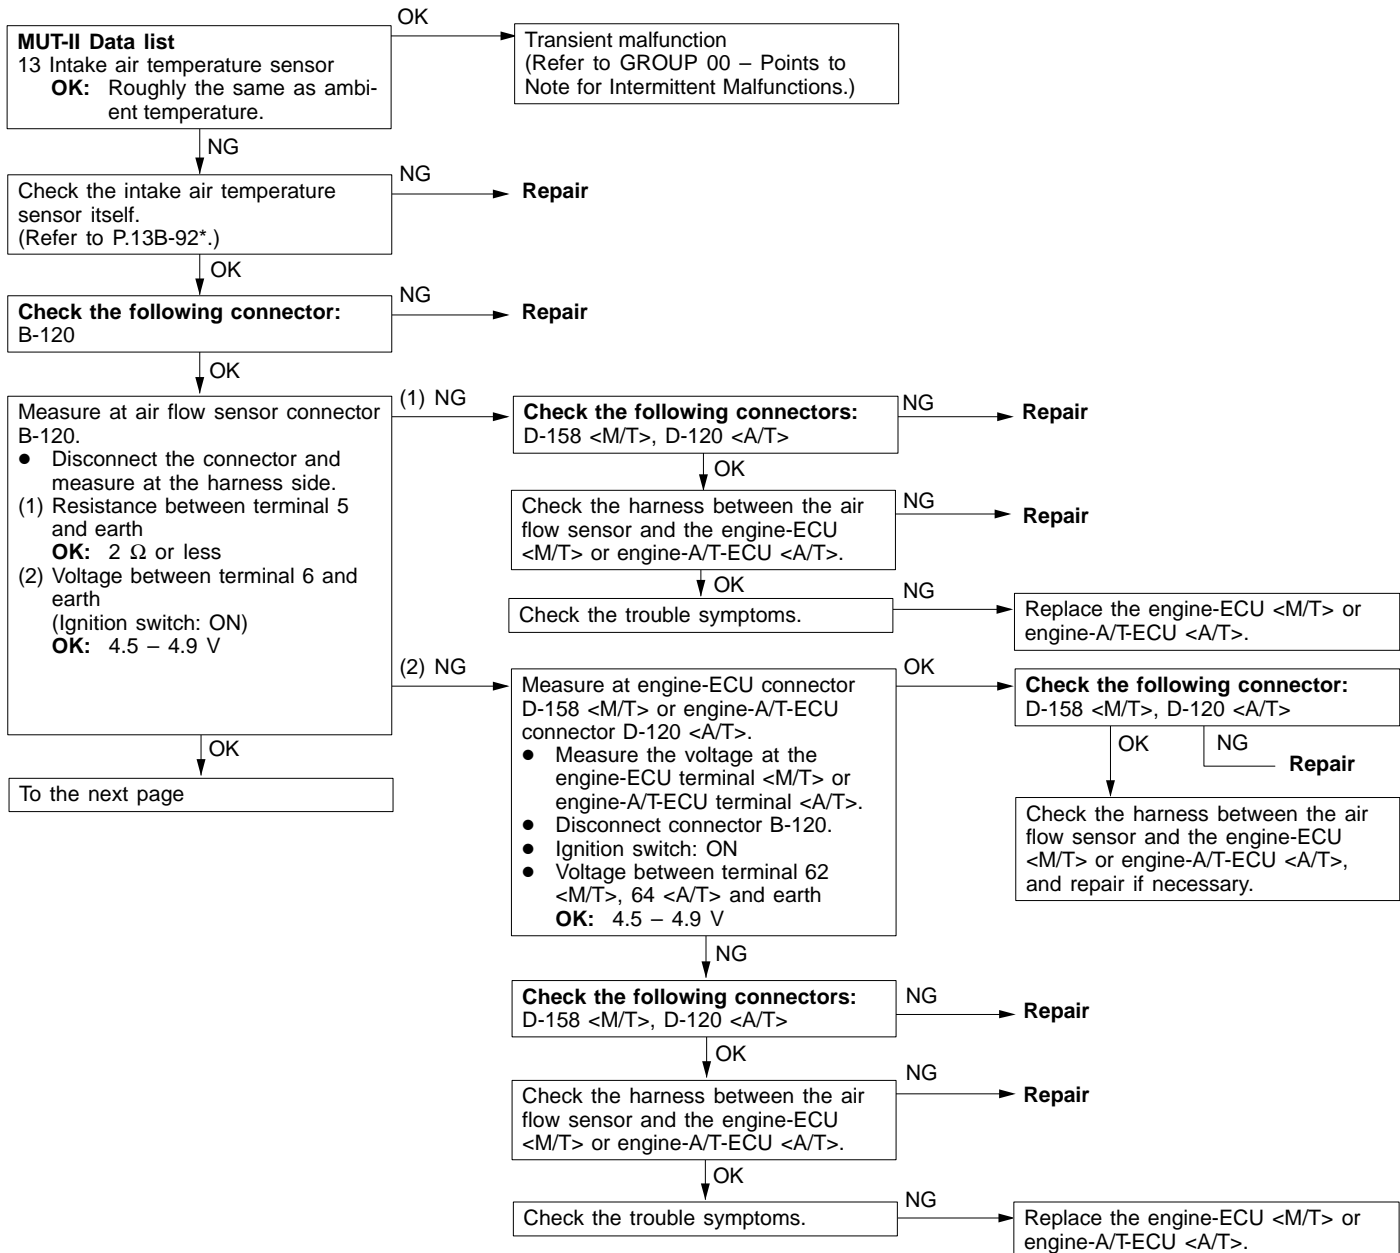 OK
MUT-II Data list
13 Intake air temperature sensor
OK: Roughly the same as ambi-
ent temperature.
Transient malfunction
(Refer to GROUP 00 – Points to
Note for Intermittent Malfunctions.)
NG
Check the intake air temperature
sensor itself.
(Refer to P.13B-92*.)
NG
Repair
OK
Check the following connector:
B-120
NG
Repair
OK
Measure at air flow sensor connector
B-120.
● Disconnect the connector and
measure at the harness side.
(1) Resistance between terminal 5
and earth
OK: 2 Ω or less
(2) Voltage between terminal 6 and
earth
(Ignition switch: ON)
OK: 4.5 – 4.9 V
(1) NG
Check the following connectors:
D-158 <M/T>, D-120 <A/T>
NG
Repair
OK
Check the harness between the air
flow sensor and the engine-ECU
<M/T> or engine-A/T-ECU <A/T>.
NG
Repair
OK
Check the trouble symptoms.
NG
Replace the engine-ECU <M/T> or
engine-A/T-ECU <A/T>.
(2) NG
Measure at engine-ECU connector
D-158 <M/T> or engine-A/T-ECU
connector D-120 <A/T>.
● Measure the voltage at the
engine-ECU terminal <M/T> or
engine-A/T-ECU terminal <A/T>.
● Disconnect connector B-120.
● Ignition switch: ON
● Voltage between terminal 62
<M/T>, 64 <A/T> and earth
OK: 4.5 – 4.9 V
OK
Check the following connector:
D-158 <M/T>, D-120 <A/T>
OK
NG
Repair
Check the harness between the air
flow sensor and the engine-ECU
<M/T> or engine-A/T-ECU <A/T>,
and repair if necessary.
OK
To the next page
NG
Check the following connectors:
D-158 <M/T>, D-120 <A/T>
NG
Repair
OK
Check the harness between the air
flow sensor and the engine-ECU
<M/T> or engine-A/T-ECU <A/T>.
NG
Repair
OK
Check the trouble symptoms.
NG
Replace the engine-ECU <M/T> or
engine-A/T-ECU <A/T>.